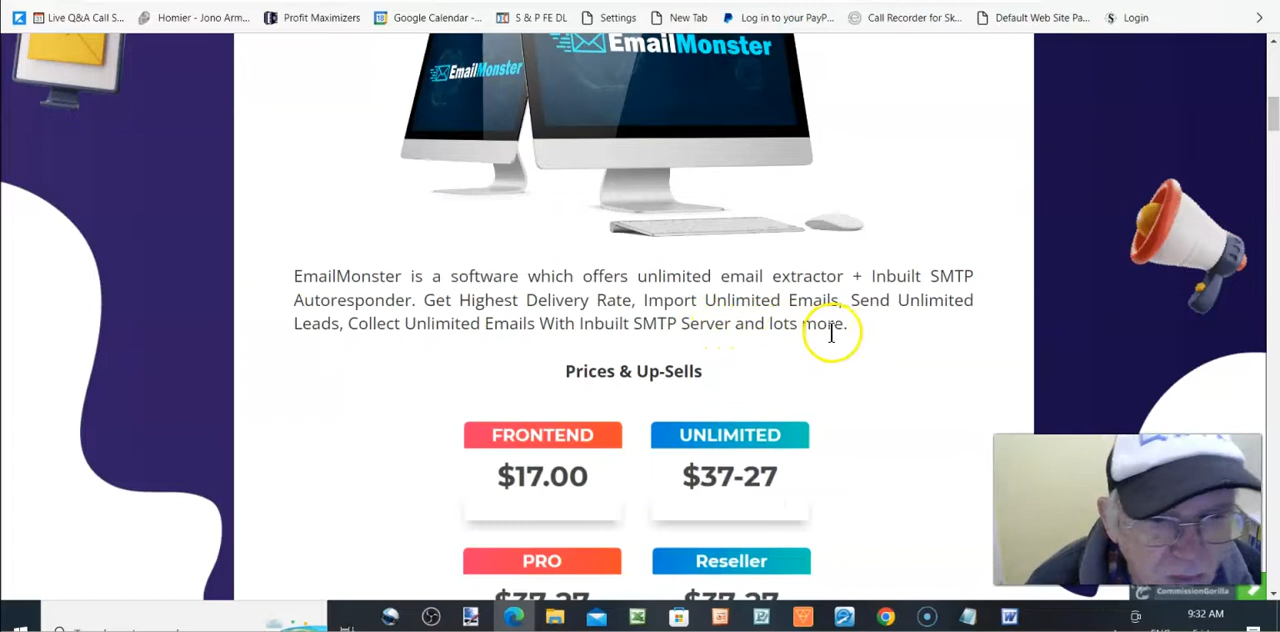 Live Q&A Call S...
Homier - Jono Arm...
Profit Maximizers
Google Calendar -...
S & P FE DL
Settings
New Tab
Log in to your PayP...
Call Recorder for Sk...
Default Web Site Pa...
Login
EmailMonster
EmailMonster
EmailMonster is a software which offers unlimited email extractor + Inbuilt SMTP
Autoresponder. Get Highest Delivery Rate, Import Unlimited Emails, Send Unlimited
Leads, Collect Unlimited Emails With Inbuilt SMTP Server and lots more.
Prices & Up-Sells
FRONTEND
$17.00
UNLIMITED
$37-27
PRO
$37-27
Reseller
$37-27
CommissionGorilla
9:32 AM